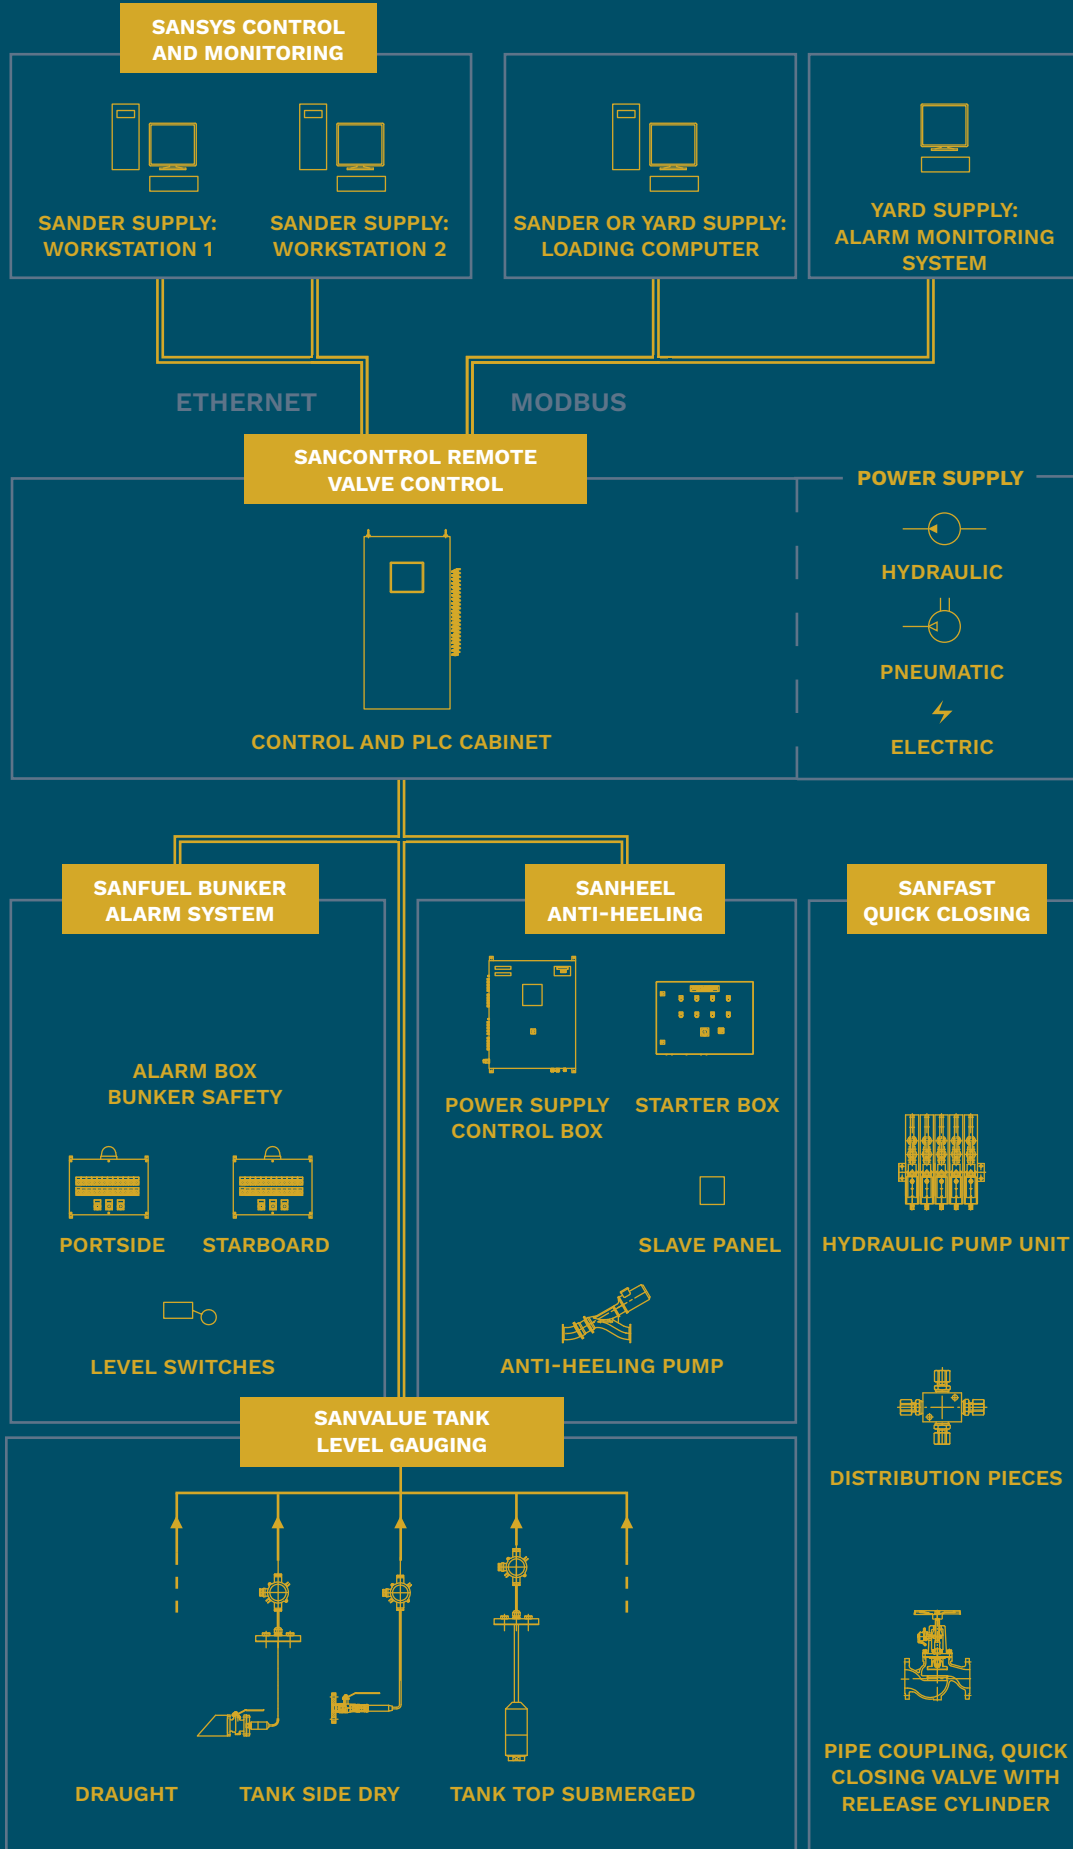 SANSYS CONTROL
AND MONITORING
SANDER SUPPLY:
WORKSTATION 1
SANDER SUPPLY:
WORKSTATION 2
SANDER OR YARD SUPPLY:
LOADING COMPUTER
YARD SUPPLY:
ALARM MONITORING
SYSTEM
ETHERNET
MODBUS
SANCONTROL REMOTE
VALVE CONTROL
CONTROL AND PLC CABINET
POWER SUPPLY
HYDRAULIC
PNEUMATIC
ELECTRIC
SANFUEL BUNKER
ALARM SYSTEM
ALARM BOX
BUNKER SAFETY
PORTSIDE
STARBOARD
LEVEL SWITCHES
SANHEEL
ANTI-HEELING
POWER SUPPLY
CONTROL BOX
STARTER BOX
SLAVE PANEL
ANTI-HEELING PUMP
SANFAST
QUICK CLOSING
HYDRAULIC PUMP UNIT
DISTRIBUTION PIECES
PIPE COUPLING, QUICK
CLOSING VALVE WITH
RELEASE CYLINDER
SANVALUE TANK
LEVEL GAUGING
DRAUGHT
TANK SIDE DRY
TANK TOP SUBMERGED